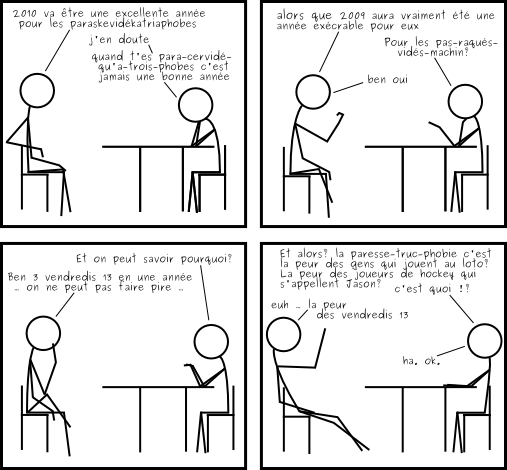 2010 va être une excellente année
pour les paraskevidékatriaphobes
j'en doute
quand t'es para-cervidé-
qu'a-trois-phobes c'est
jamais une bonne année
alors que 2009 aura vraiment été une
année exécrable pour eux
Pour les pas-raqués-
vidés-machin?
ben oui
Et on peut savoir pourquoi?
Ben 3 vendredis 13 en une année
… on ne peut pas faire pire …
Et alors? la paresse-truc-phobie c'est
la peur des gens qui jouent au loto?
La peur des joueurs de hockey qui
s'appellent Jason?
c'est quoi !?
euh … la peur
des vendredis 13
ha. ok.